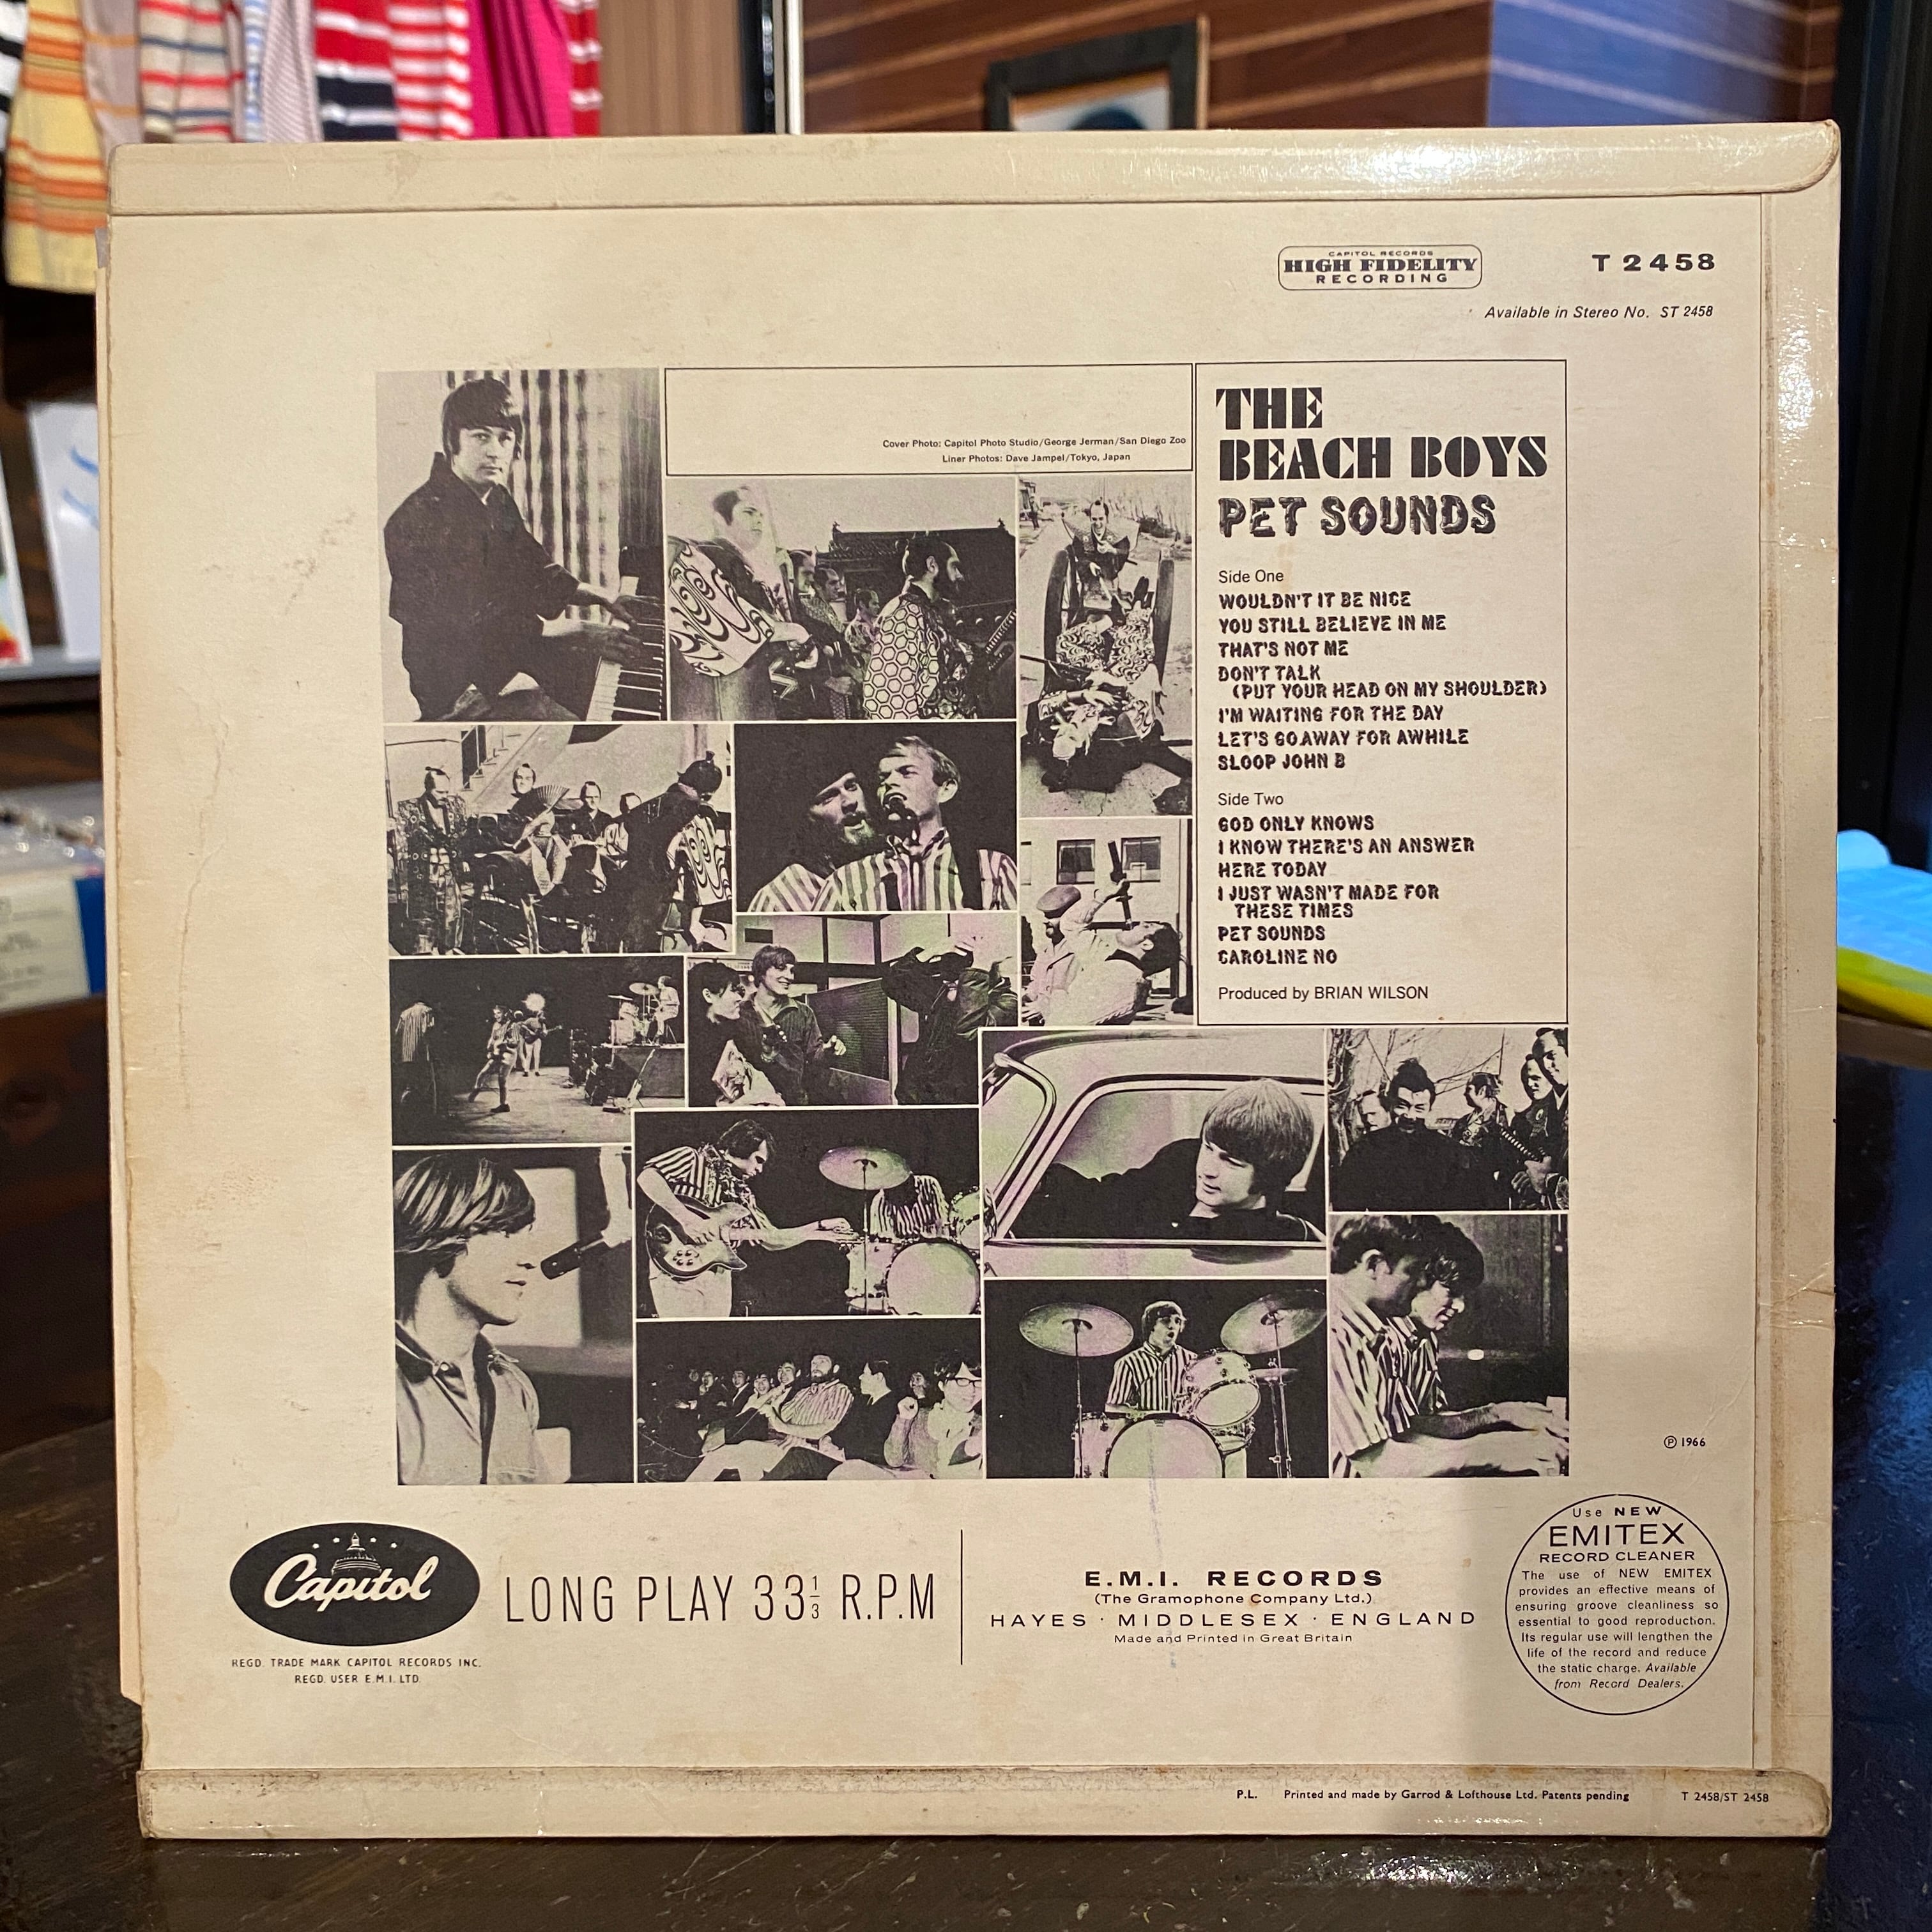 CAPITOL RECORDS
HIGH FIDELITY
RECORDING
T 2458
Available in Stereo No. ST 2458
Cover Photo: Capitol Photo Studio/George Jerman/San Diego Zoo
Liner Photos: Dave Jampel/Tokyo, Japan
THE
BEACH BOYS
PET SOUNDS
Side One
WOULDN'T IT BE NICE
YOU STILL BELIEVE IN ME
THAT'S NOT ME
DON'T TALK
(PUT YOUR HEAD ON MY SHOULDER)
I'M WAITING FOR THE DAY
LET'S GO AWAY FOR AWHILE
SLOOP JOHN B
Side Two
GOD ONLY KNOWS
I KNOW THERE'S AN ANSWER
HERE TODAY
I JUST WASN'T MADE FOR
THESE TIMES
PET SOUNDS
CAROLINE NO
Produced by BRIAN WILSON
℗ 1966
Capitol
REGD. TRADE MARK CAPITOL RECORDS INC.
REGD. USER E.M.I. LTD.
LONG PLAY 33⅓ R.P.M
E.M.I. RECORDS
(The Gramophone Company Ltd.)
HAYES · MIDDLESEX · ENGLAND
Made and Printed in Great Britain
Use NEW
EMITEX
RECORD CLEANER
The use of NEW EMITEX
provides an effective means of
ensuring groove cleanliness so
essential to good reproduction.
Its regular use will lengthen the
life of the record and reduce
the static charge. Available
from Record Dealers.
P.L. Printed and made by Garrod & Lofthouse Ltd. Patents pending T 2458/ST 2458